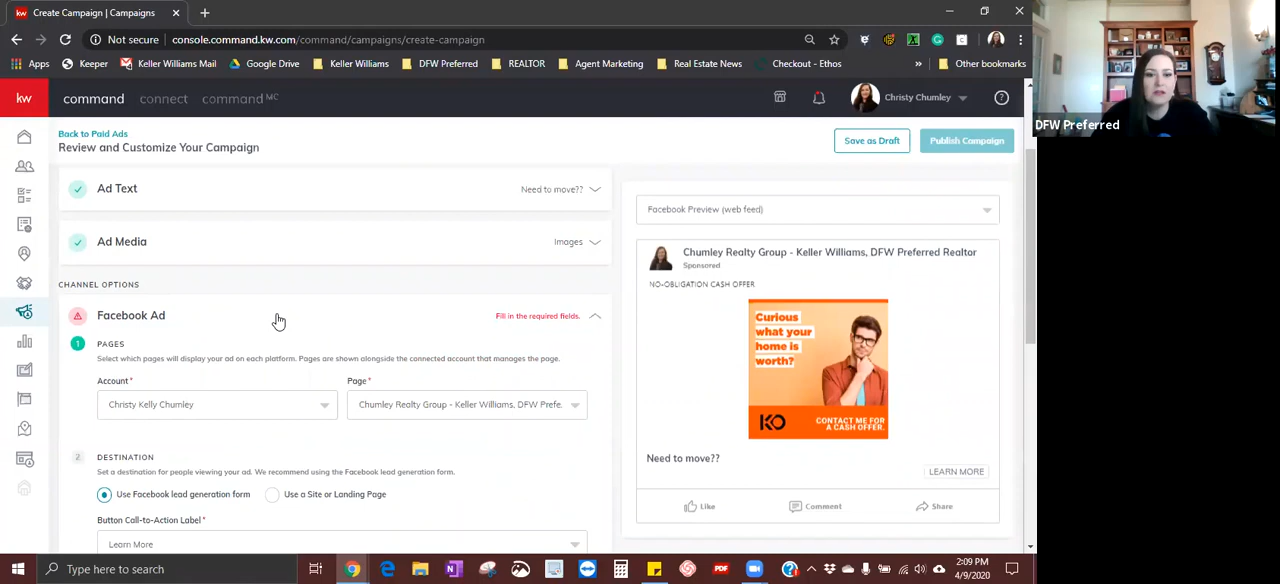 Create Campaign | Campaigns
Not secure
console.command.kw.com/command/campaigns/create-campaign
Apps
Keeper
Keller Williams Mail
Google Drive
Keller Williams
DFW Preferred
REALTOR
Agent Marketing
Real Estate News
Checkout - Ethos
»
Other bookmarks
DFW Preferred
kw
command
connect
command MC
Christy Chumley
Back to Paid Ads
Review and Customize Your Campaign
Save as Draft
Publish Campaign
Ad Text
Need to move??
Ad Media
Images
CHANNEL OPTIONS
Facebook Ad
Fill in the required fields.
1 PAGES
Select which pages will display your ad on each platform. Pages are shown alongside the connected account that manages the page.
Account*
Page*
Christy Kelly Chumley
Chumley Realty Group - Keller Williams, DFW Prefe.
2 DESTINATION
Set a destination for people viewing your ad. We recommend using the Facebook lead generation form.
Use Facebook lead generation form
Use a Site or Landing Page
Button Call-to-Action Label*
Learn More
Facebook Preview (web feed)
Chumley Realty Group - Keller Williams, DFW Preferred Realtor
Sponsored
NO-OBLIGATION CASH OFFER
Curious
what your
home is
worth?
KO
CONTACT ME FOR
A CASH OFFER.
Need to move??
LEARN MORE
Like
Comment
Share
Type here to search
PDF
2:09 PM
4/9/2020